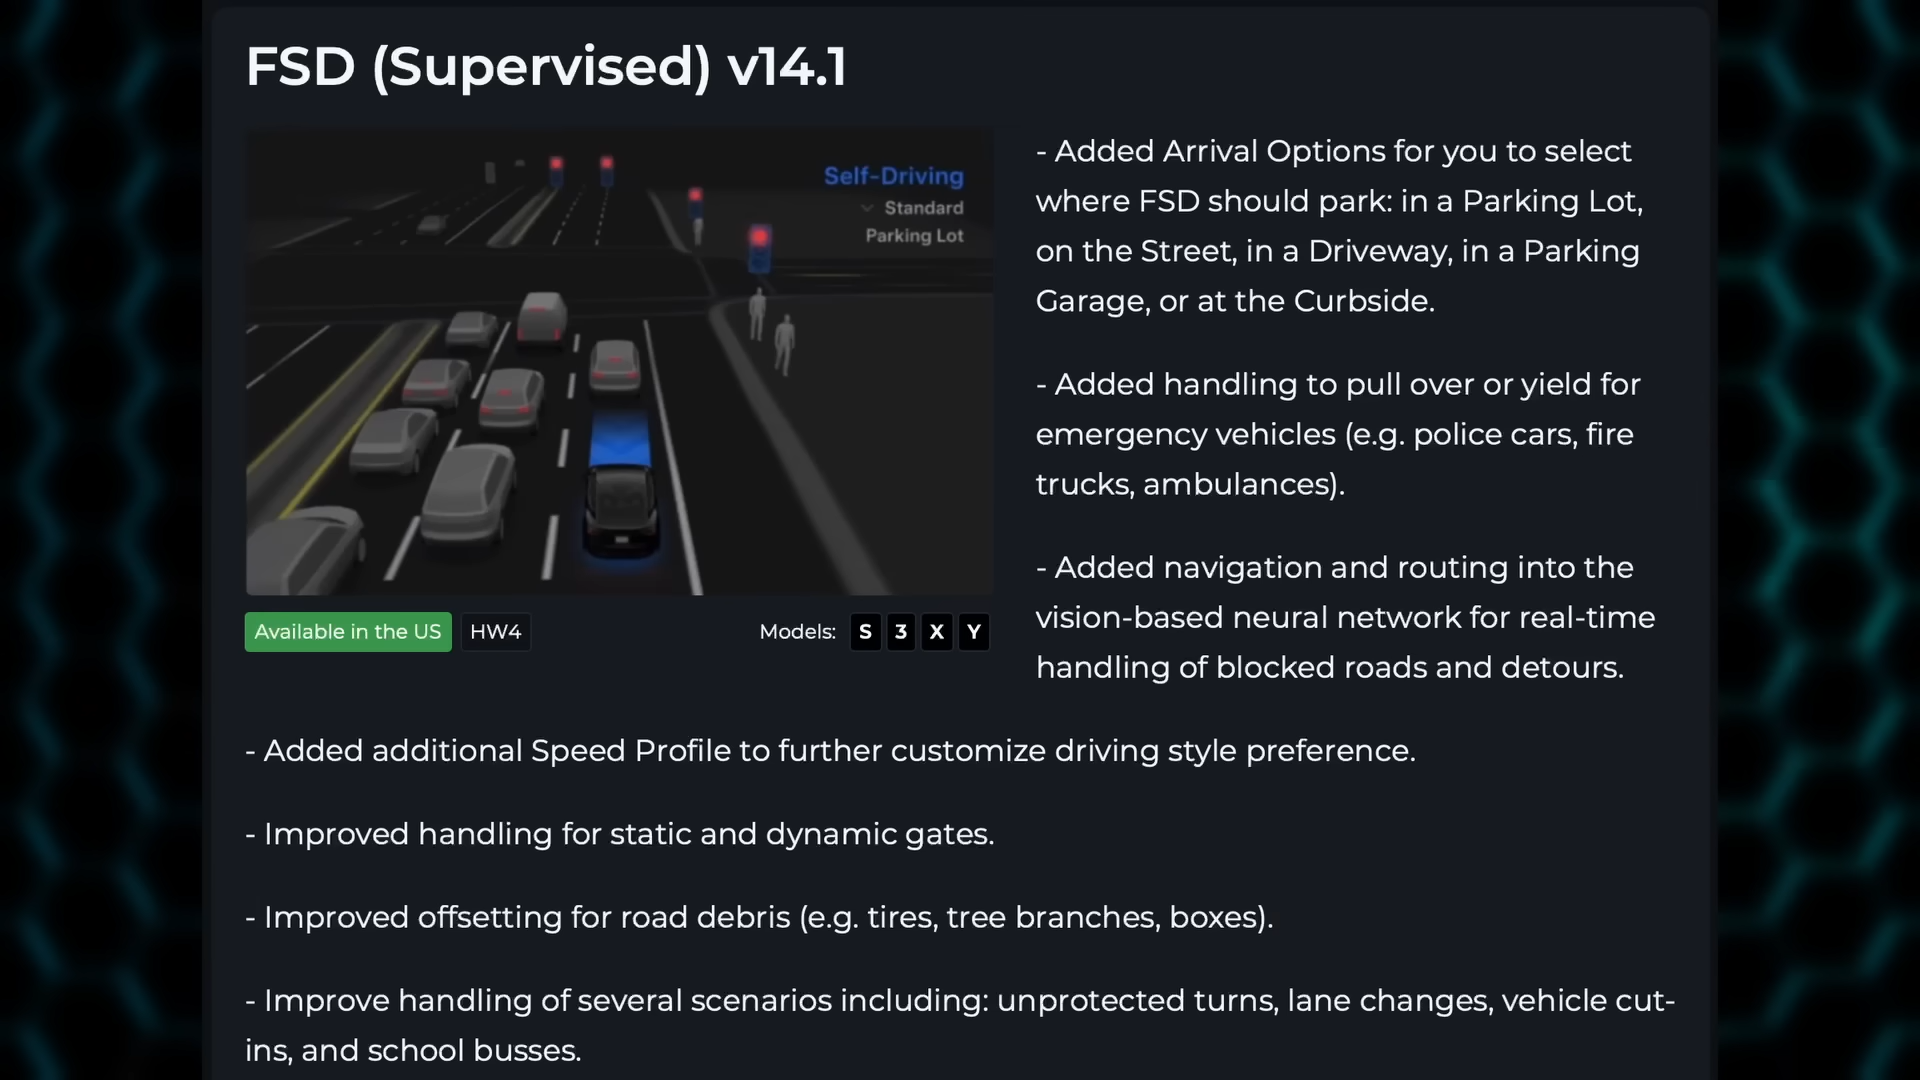 FSD (Supervised) v14.1
Self-Driving
Standard
Parking Lot
Available in the US
HW4
Models: S 3 X Y
- Added Arrival Options for you to select
where FSD should park: in a Parking Lot,
on the Street, in a Driveway, in a Parking
Garage, or at the Curbside.
- Added handling to pull over or yield for
emergency vehicles (e.g. police cars, fire
trucks, ambulances).
- Added navigation and routing into the
vision-based neural network for real-time
handling of blocked roads and detours.
- Added additional Speed Profile to further customize driving style preference.
- Improved handling for static and dynamic gates.
- Improved offsetting for road debris (e.g. tires, tree branches, boxes).
- Improve handling of several scenarios including: unprotected turns, lane changes, vehicle cut-
ins, and school busses.